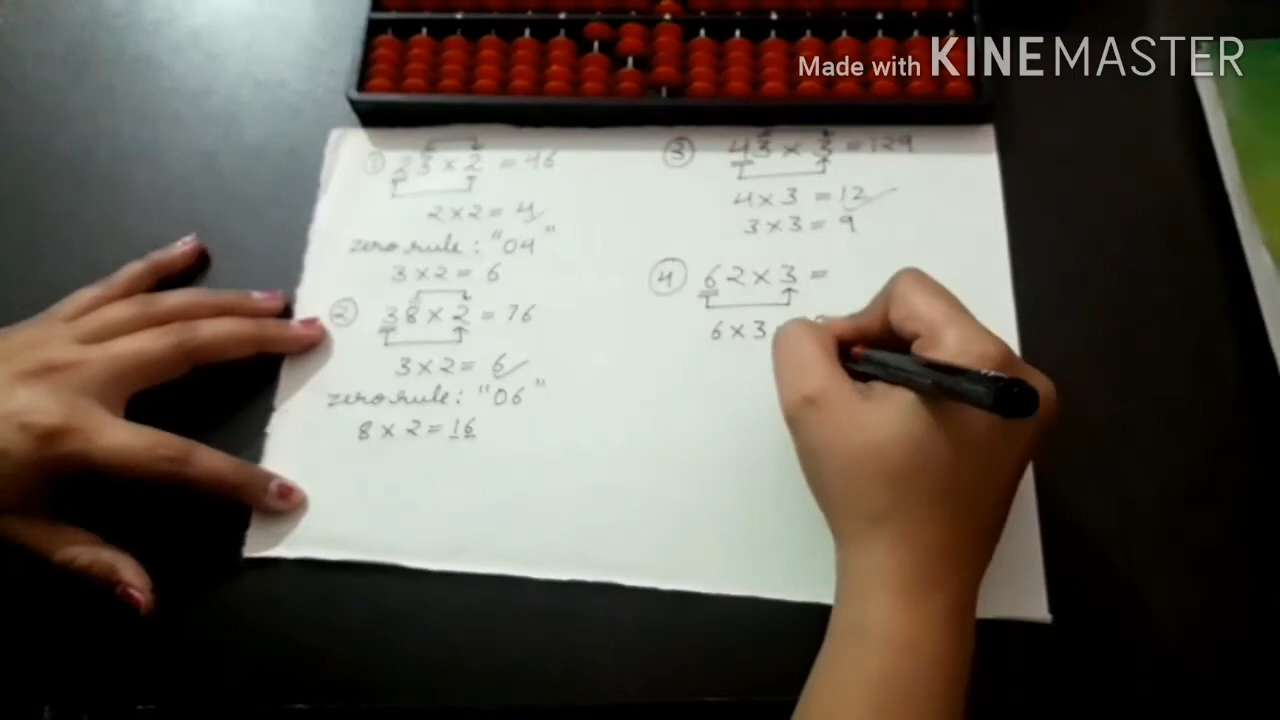 Made with KINEMASTER
① 23 × 2 = 46
2 × 2 = 4
zero rule : "04"
3 × 2 = 6
② 38 × 2 = 76
3 × 2 = 6
zero rule : "06"
8 × 2 = 16
③ 43 × 3 = 129
4 × 3 = 12
3 × 3 = 9
④ 62 × 3 =
6 × 3